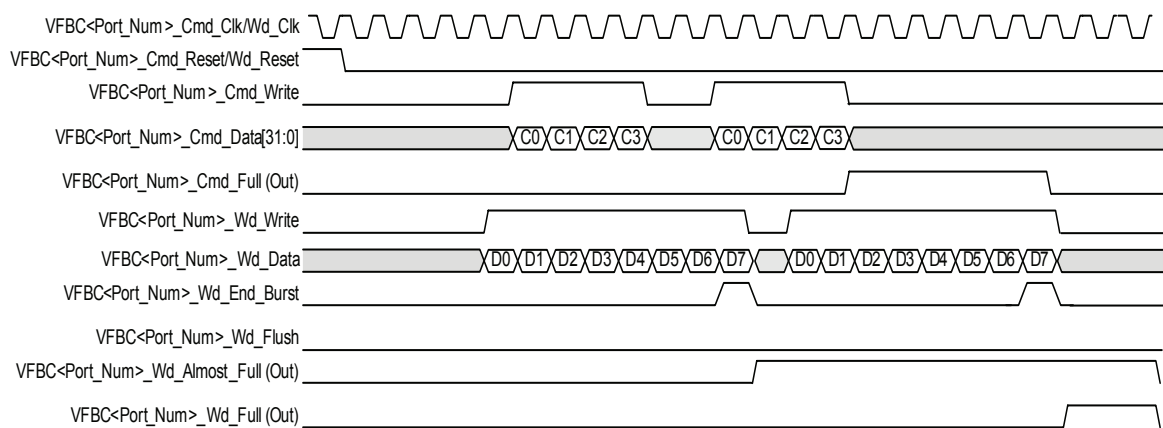 VFBC<Port_Num>_Cmd_Clk/Wd_Clk
VFBC<Port_Num>_Cmd_Reset/Wd_Reset
VFBC<Port_Num>_Cmd_Write
VFBC<Port_Num>_Cmd_Data[31:0] C0 C1 C2 C3 C0 C1 C2 C3
VFBC<Port_Num>_Cmd_Full (Out)
VFBC<Port_Num>_Wd_Write
VFBC<Port_Num>_Wd_Data D0 D1 D2 D3 D4 D5 D6 D7 D0 D1 D2 D3 D4 D5 D6 D7
VFBC<Port_Num>_Wd_End_Burst
VFBC<Port_Num>_Wd_Flush
VFBC<Port_Num>_Wd_Almost_Full (Out)
VFBC<Port_Num>_Wd_Full (Out)